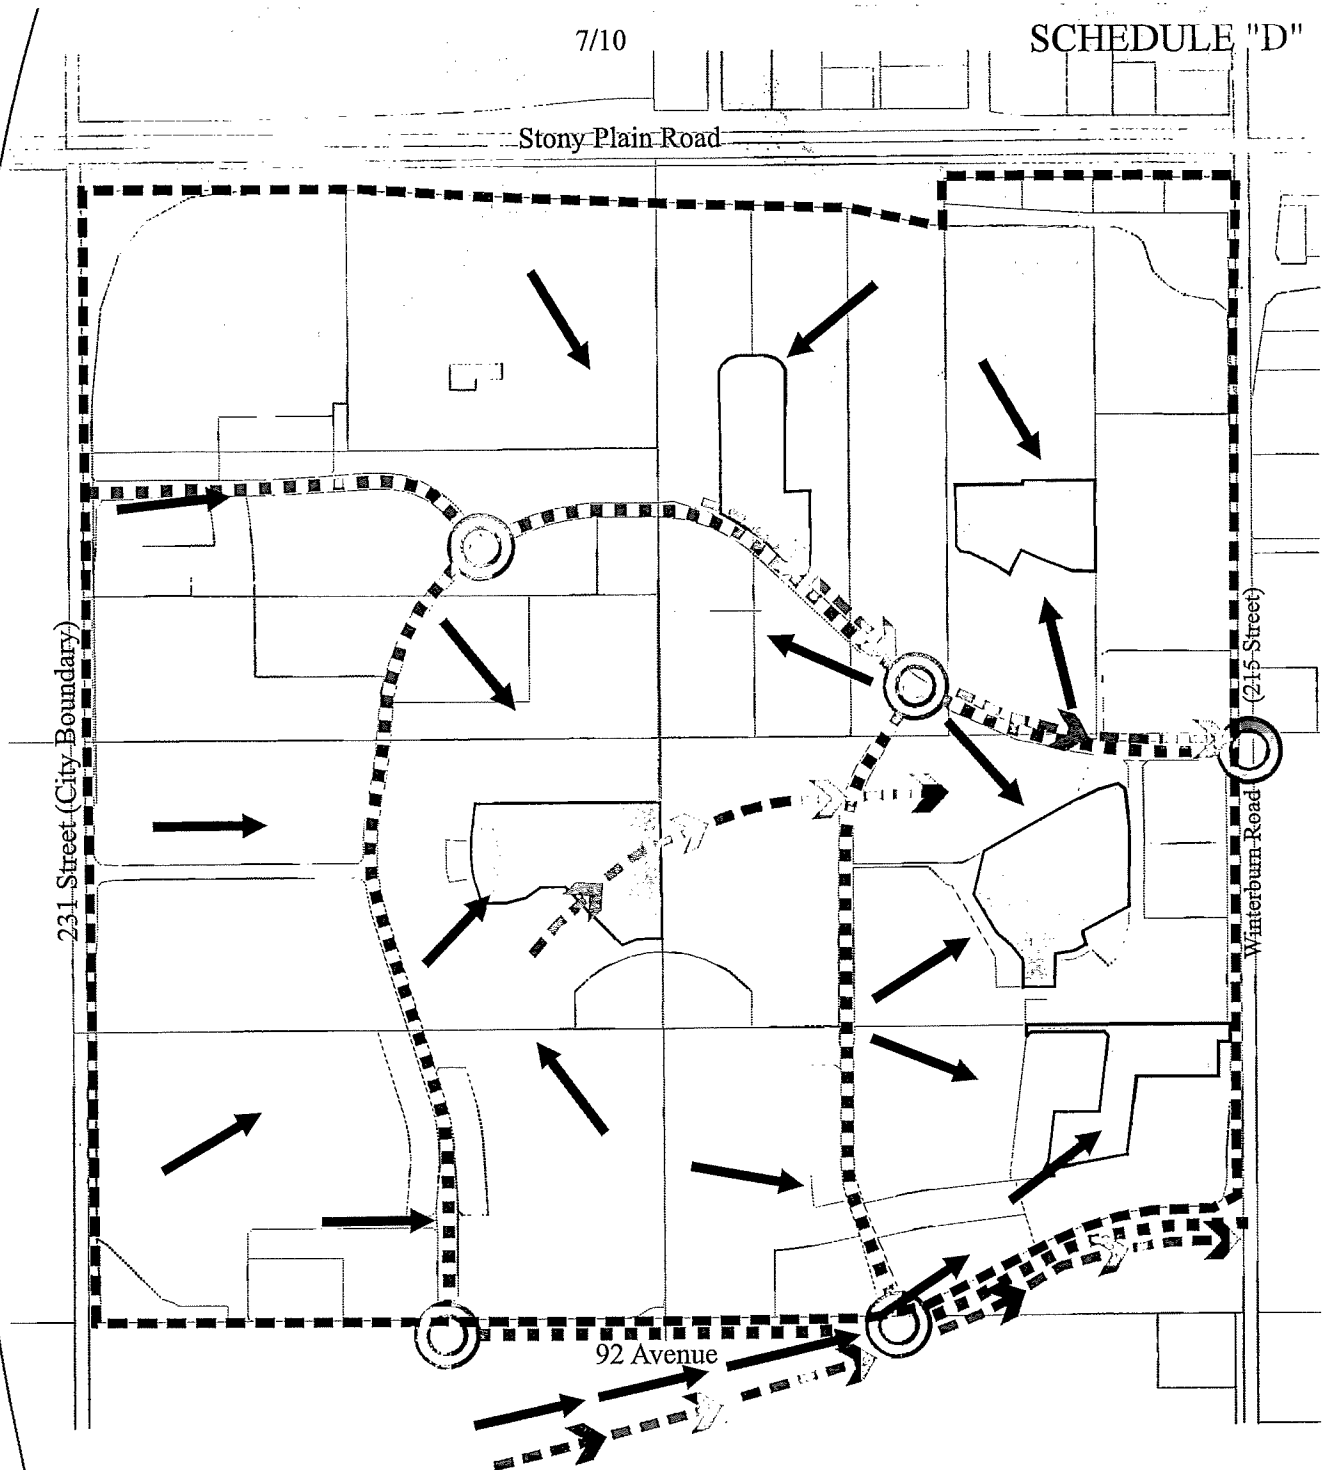 7/10
SCHEDULE "D"
Stony Plain Road
231 Street (City Boundary)
Winterburn Road (215 Street)
92 Avenue